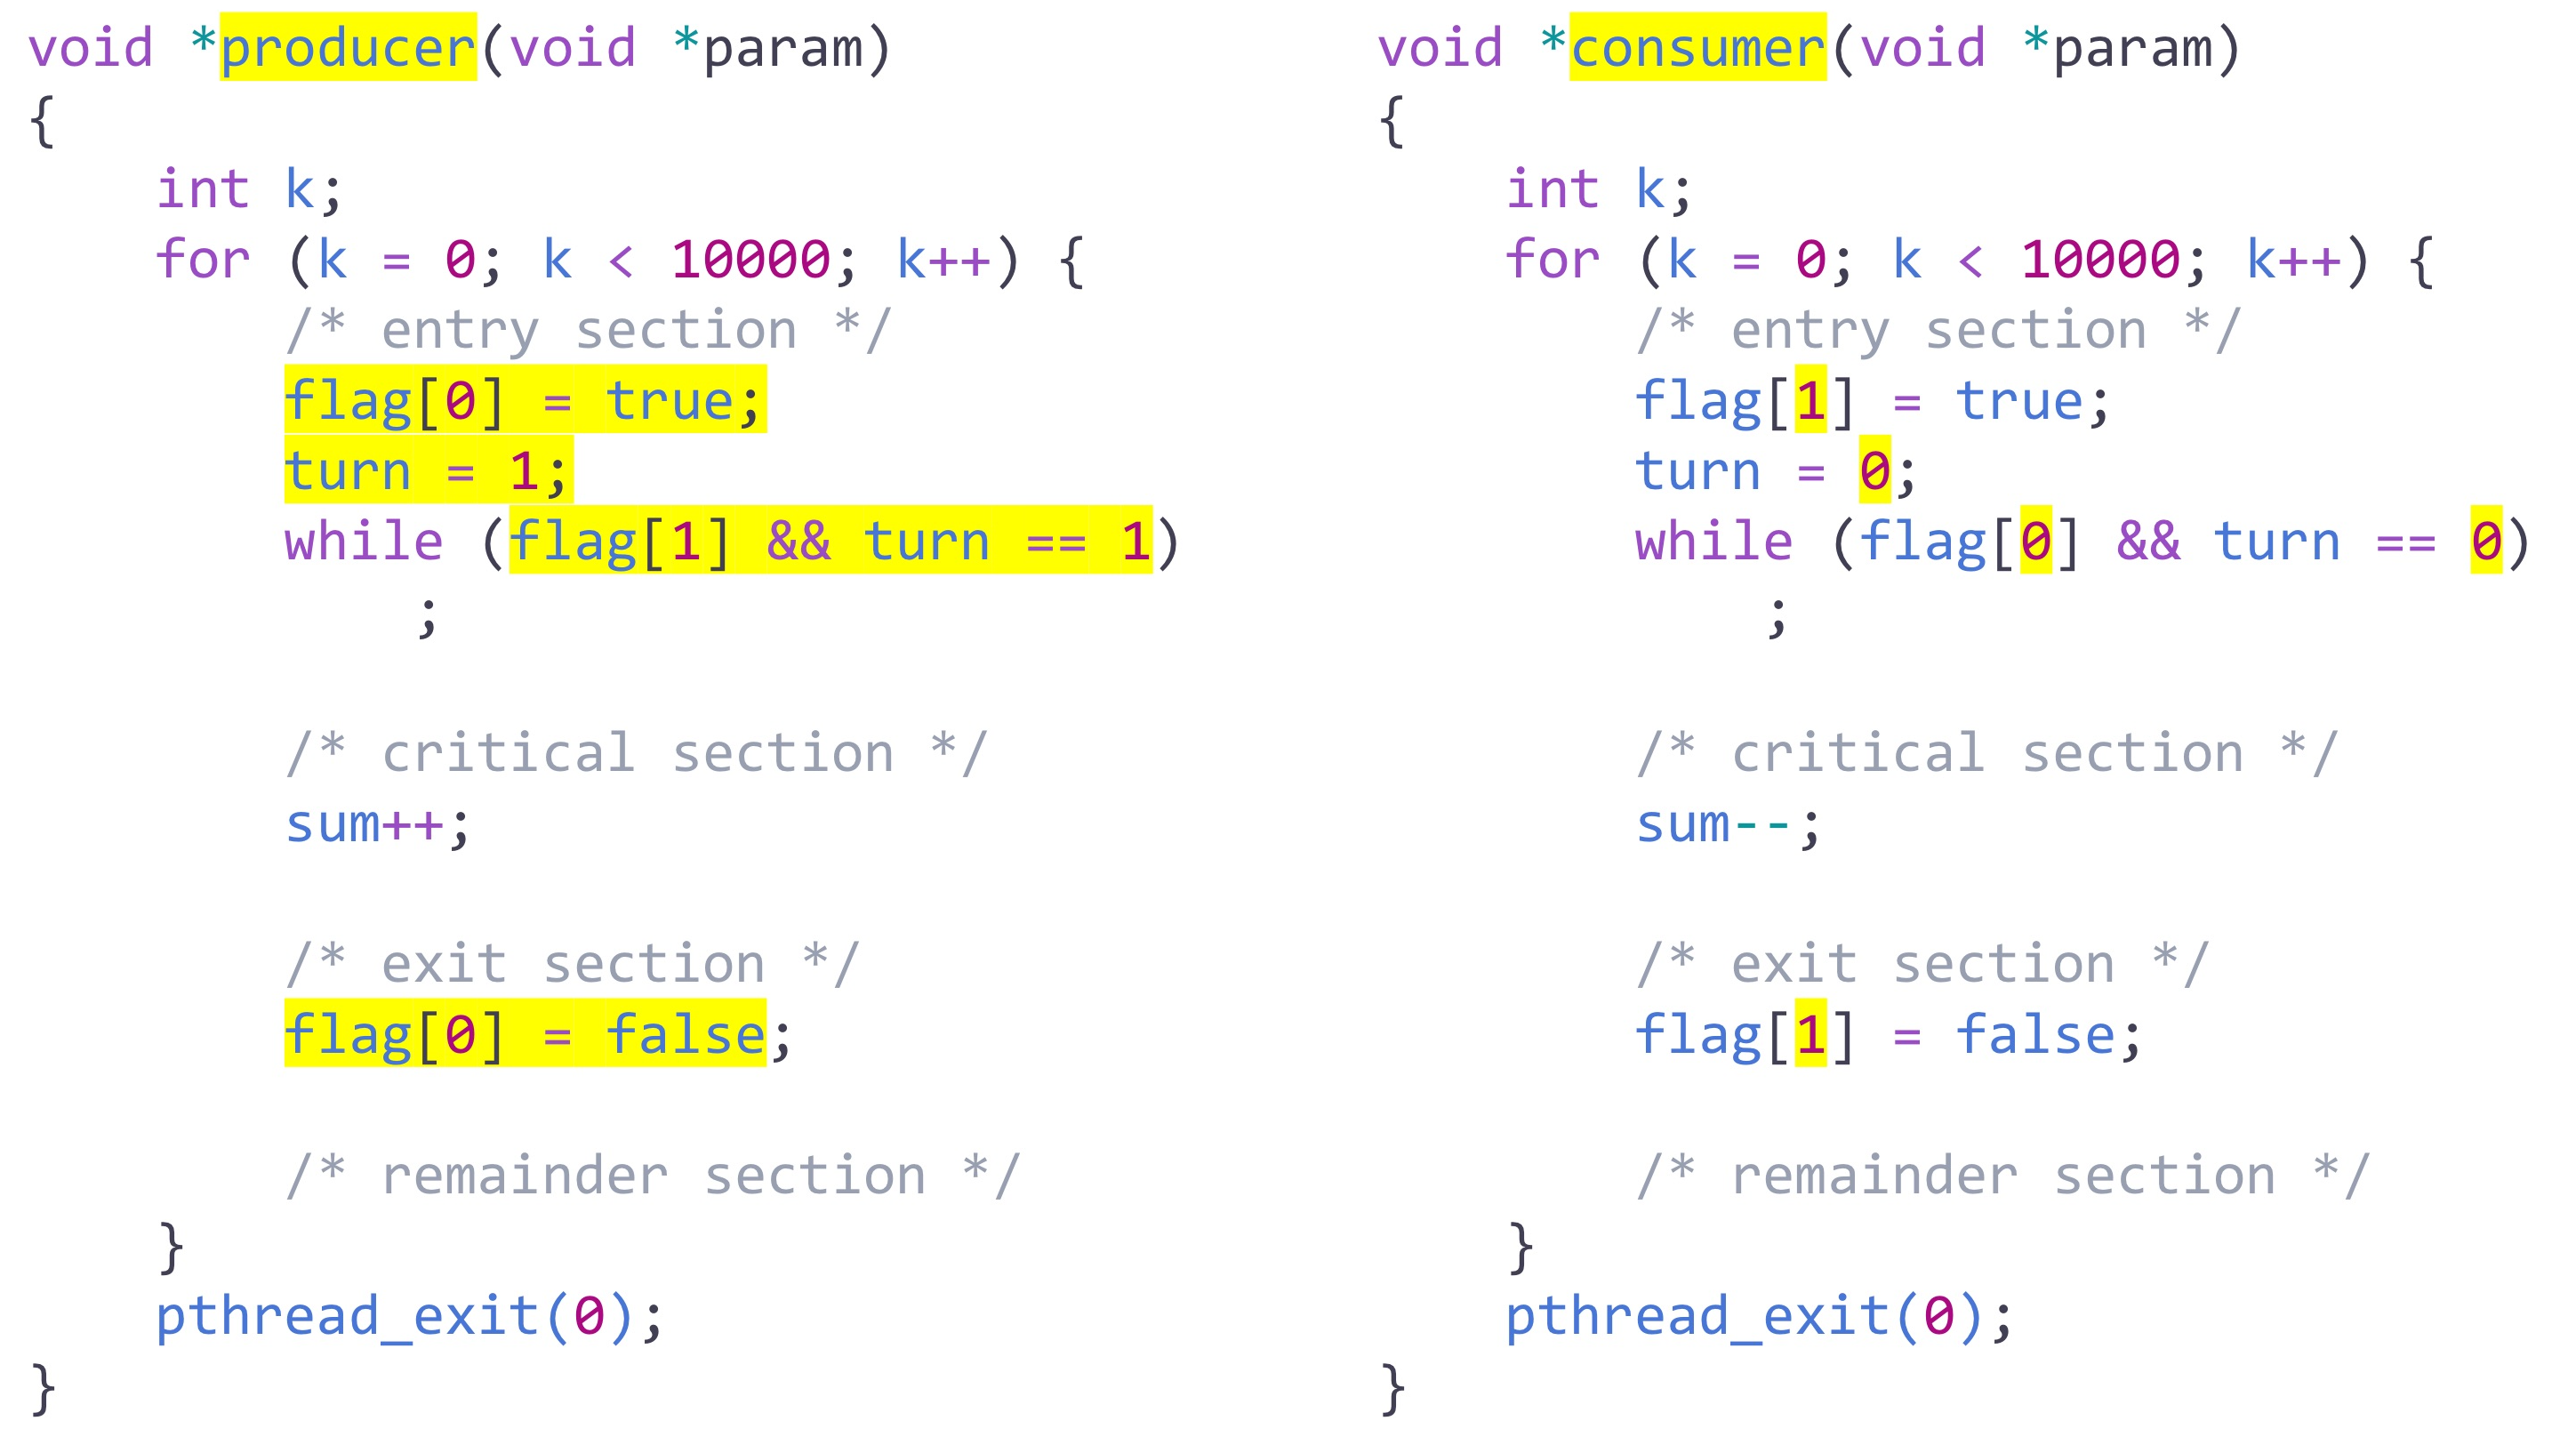 void *producer(void *param)
{
    int k;
    for (k = 0; k < 10000; k++) {
        /* entry section */
        flag[0] = true;
        turn = 1;
        while (flag[1] && turn == 1)
            ;

        /* critical section */
        sum++;

        /* exit section */
        flag[0] = false;

        /* remainder section */
    }
    pthread_exit(0);
}
void *consumer(void *param)
{
    int k;
    for (k = 0; k < 10000; k++) {
        /* entry section */
        flag[1] = true;
        turn = 0;
        while (flag[0] && turn == 0)
            ;

        /* critical section */
        sum--;

        /* exit section */
        flag[1] = false;

        /* remainder section */
    }
    pthread_exit(0);
}